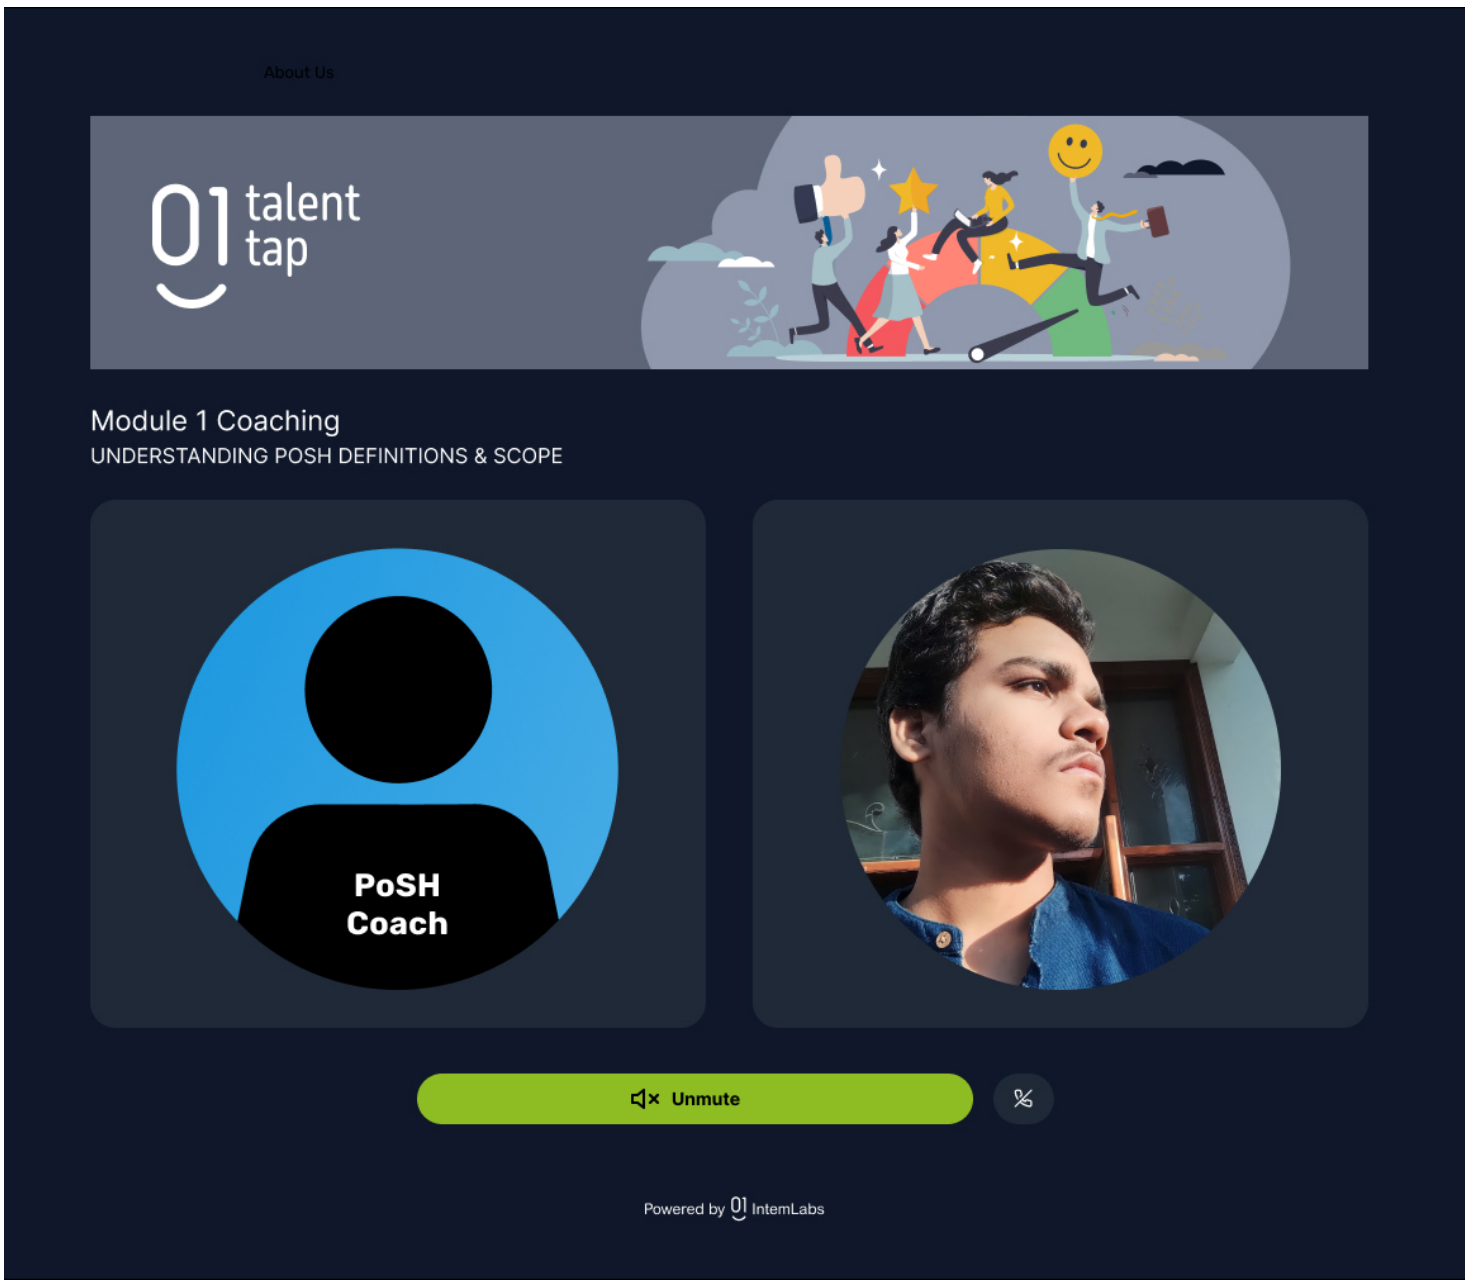 About Us
01 talent
tap
Module 1 Coaching
UNDERSTANDING POSH DEFINITIONS & SCOPE
PoSH
Coach
Unmute
Powered by 01 IntemLabs